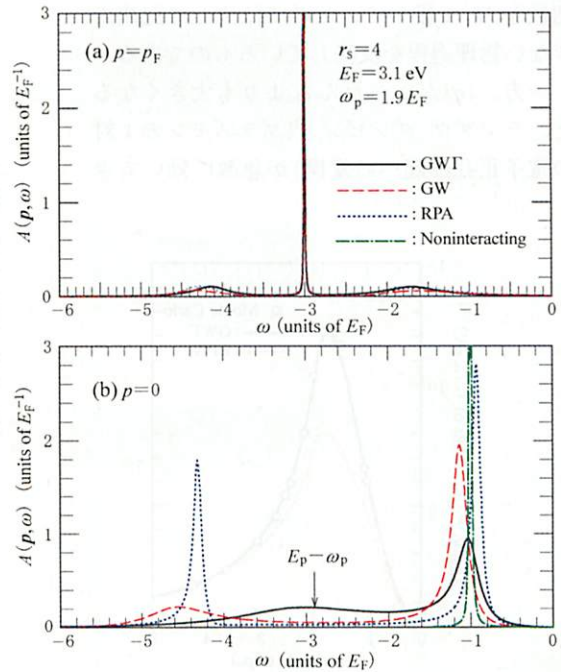 (a) p=p_F
r_s=4
E_F=3.1 eV
ω_p=1.9E_F
: GWΓ
: GW
: RPA
: Noninteracting
A(p,ω) (units of E_F^{-1})
3
2
1
0
−6 −5 −4 −3 −2 −1 0
ω (units of E_F)
(b) p=0
E_p−ω_p
A(p,ω) (units of E_F^{-1})
3
2
1
0
−6 −5 −4 −3 −2 −1 0
ω (units of E_F)